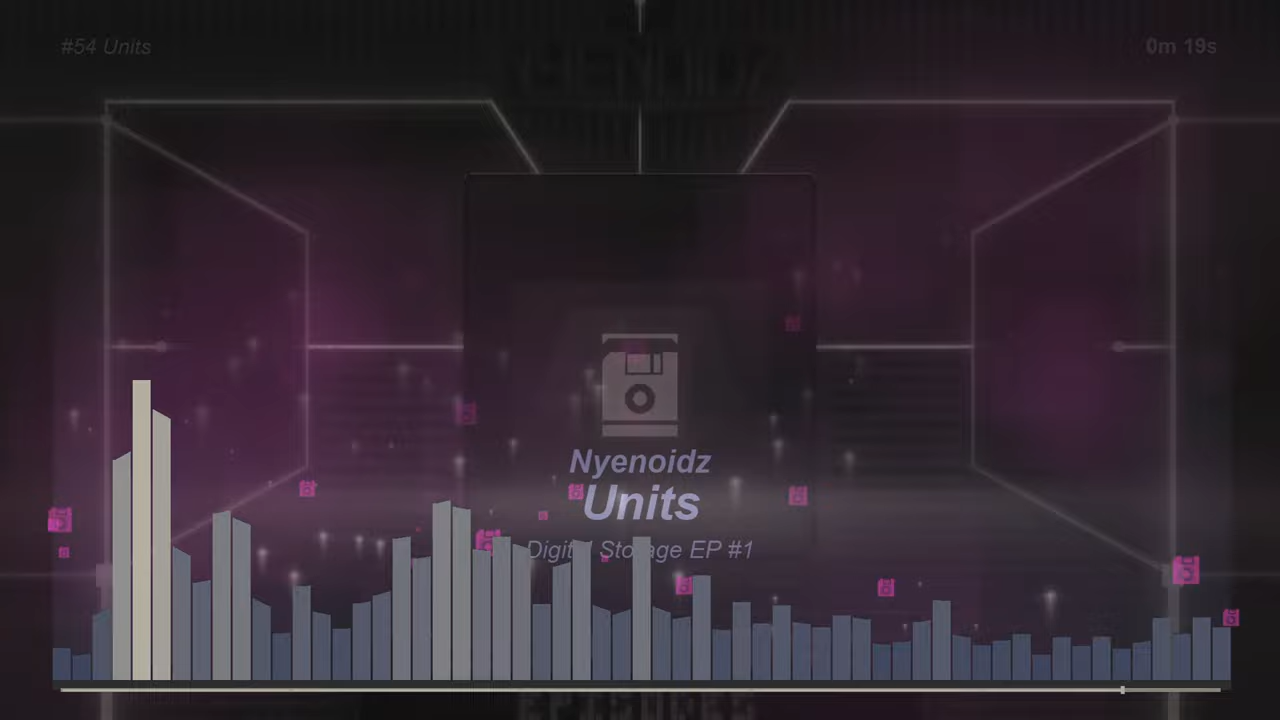 #54 Units
0m 19s
Nyenoidz
Units
Digital Storage EP #1